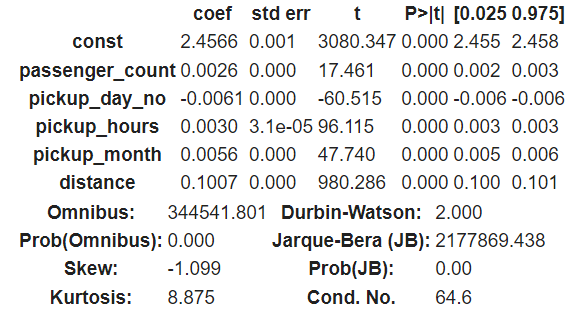 coef std err t P>|t| [0.025 0.975]
const 2.4566 0.001 3080.347 0.000 2.455 2.458
passenger_count 0.0026 0.000 17.461 0.000 0.002 0.003
pickup_day_no -0.0061 0.000 -60.515 0.000 -0.006 -0.006
pickup_hours 0.0030 3.1e-05 96.115 0.000 0.003 0.003
pickup_month 0.0056 0.000 47.740 0.000 0.005 0.006
distance 0.1007 0.000 980.286 0.000 0.100 0.101
Omnibus: 344541.801 Durbin-Watson: 2.000
Prob(Omnibus): 0.000 Jarque-Bera (JB): 2177869.438
Skew: -1.099 Prob(JB): 0.00
Kurtosis: 8.875 Cond. No. 64.6